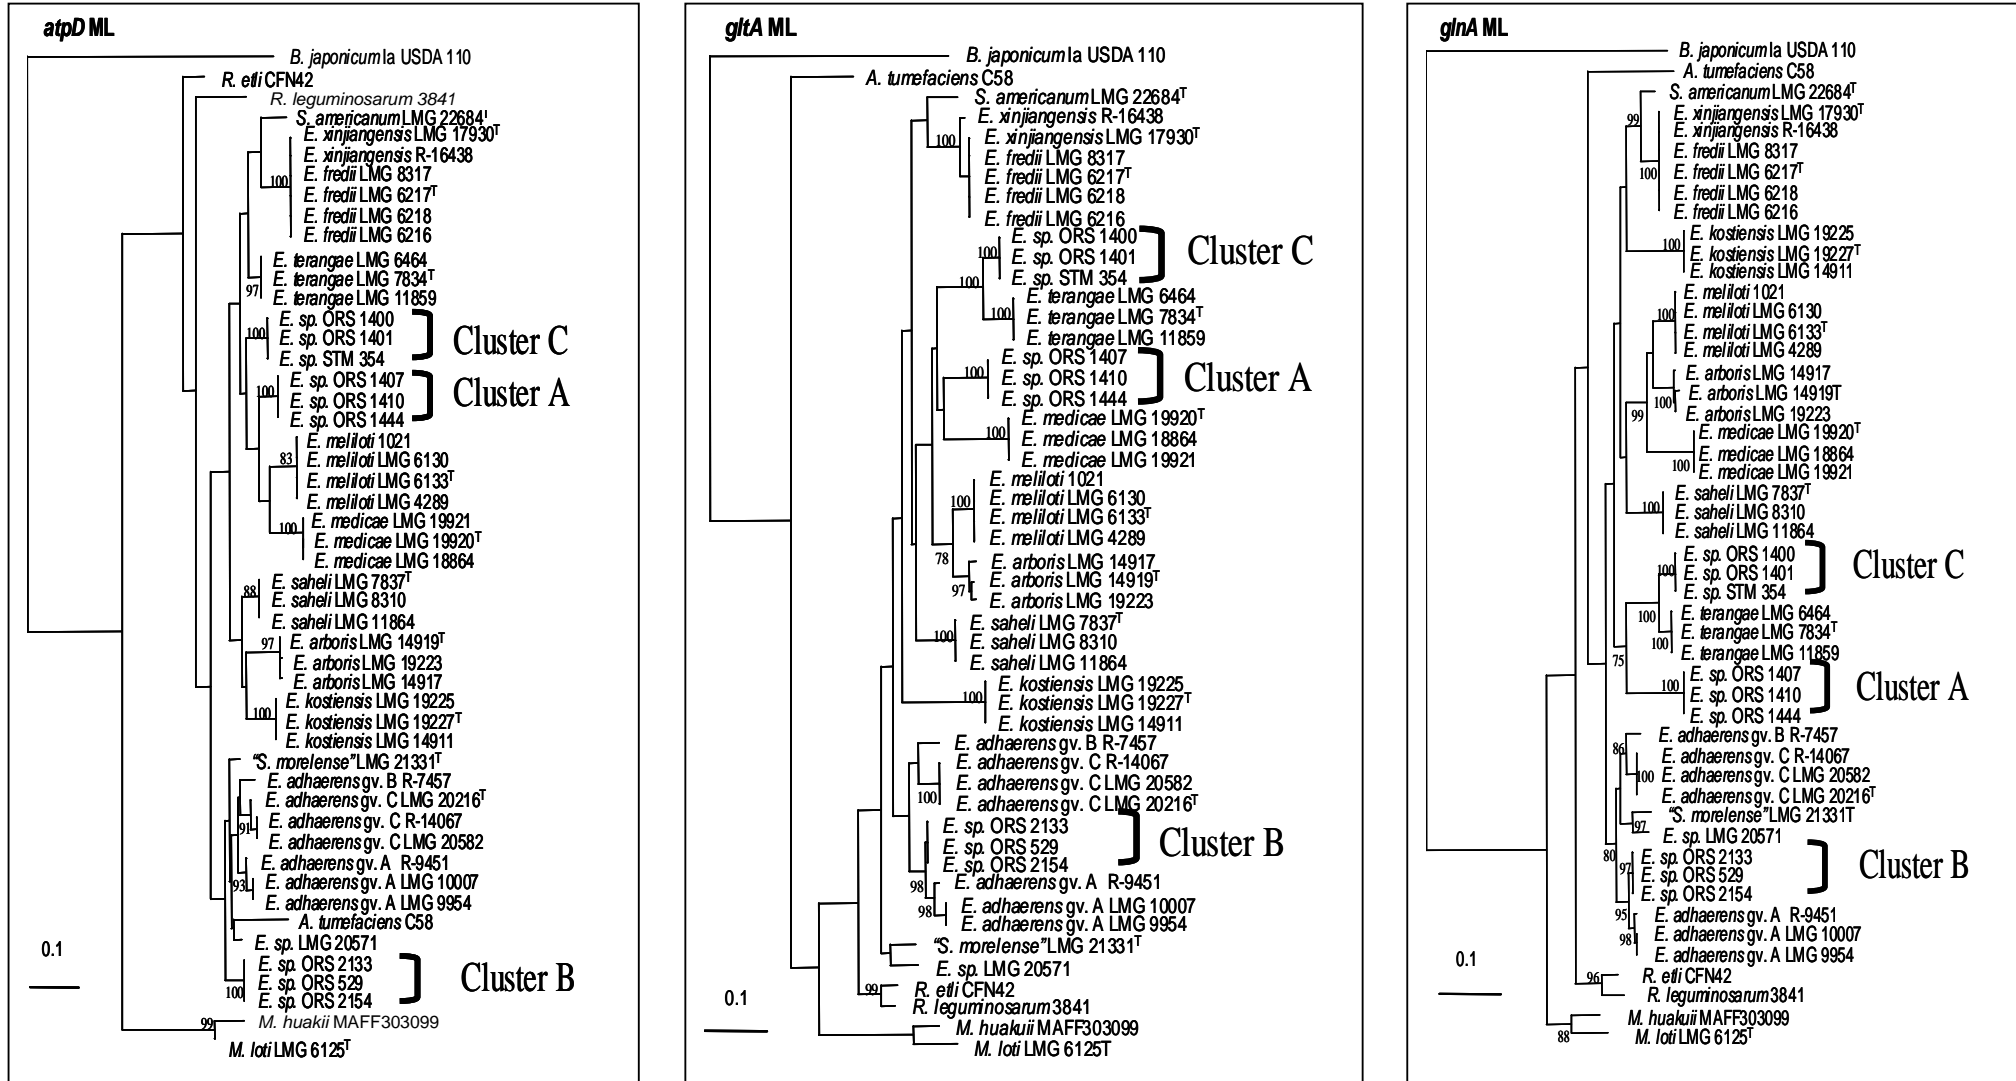 atpD ML
B. japonicum Ia USDA 110
R. etli CFN42
R. leguminosarum 3841
S. americanum LMG 22684T
E. xinjiangensis LMG 17930T
E. xinjiangensis R-16438
E. fredii LMG 8317
100
E. fredii LMG 6217T
E. fredii LMG 6218
E. fredii LMG 6216
E. terangae LMG 6464
E. terangae LMG 7834T
97
E. terangae LMG 11859
E. sp. ORS 1400
100
E. sp. ORS 1401
Cluster C
E. sp. STM 354
E. sp. ORS 1407
100
E. sp. ORS 1410
Cluster A
E. sp. ORS 1444
E. meliloti 1021
83
E. meliloti LMG 6130
E. meliloti LMG 6133T
E. meliloti LMG 4289
E. medicae LMG 19921
100
E. medicae LMG 19920T
E. medicae LMG 18864
E. saheli LMG 7837T
88
E. saheli LMG 8310
E. saheli LMG 11864
97
E. arboris LMG 14919T
E. arboris LMG 19223
E. arboris LMG 14917
E. kostiensis LMG 19225
100
E. kostiensis LMG 19227T
E. kostiensis LMG 14911
"S. morelense" LMG 21331T
E. adhaerens gv. B R-7457
E. adhaerens gv. C LMG 20216T
91
E. adhaerens gv. C R-14067
E. adhaerens gv. C LMG 20582
E. adhaerens gv. A R-9451
93
E. adhaerens gv. A LMG 10007
E. adhaerens gv. A LMG 9954
A. tumefaciens C58
E. sp. LMG 20571
0.1
E. sp. ORS 2133
E. sp. ORS 529
Cluster B
100
E. sp. ORS 2154
99
M. huakii MAFF303099
M. loti LMG 6125T
gltA ML
B. japonicum Ia USDA 110
A. tumefaciens C58
S. americanum LMG 22684T
E. xinjiangensis R-16438
100
E. xinjiangensis LMG 17930T
E. fredii LMG 8317
E. fredii LMG 6217T
E. fredii LMG 6218
E. fredii LMG 6216
E. sp. ORS 1400
100
E. sp. ORS 1401
Cluster C
E. sp. STM 354
100
E. terangae LMG 6464
100
E. terangae LMG 7834T
E. terangae LMG 11859
E. sp. ORS 1407
100
E. sp. ORS 1410
Cluster A
E. sp. ORS 1444
E. medicae LMG 19920T
100
E. medicae LMG 18864
E. medicae LMG 19921
E. meliloti 1021
100
E. meliloti LMG 6130
E. meliloti LMG 6133T
E. meliloti LMG 4289
78
E. arboris LMG 14917
E. arboris LMG 14919T
97
E. arboris LMG 19223
E. saheli LMG 7837T
100
E. saheli LMG 8310
E. saheli LMG 11864
E. kostiensis LMG 19225
100
E. kostiensis LMG 19227T
E. kostiensis LMG 14911
E. adhaerens gv. B R-7457
E. adhaerens gv. C R-14067
E. adhaerens gv. C LMG 20582
100
E. adhaerens gv. C LMG 20216T
E. sp. ORS 2133
E. sp. ORS 529
Cluster B
E. sp. ORS 2154
98
E. adhaerens gv. A R-9451
98
E. adhaerens gv. A LMG 10007
E. adhaerens gv. A LMG 9954
"S. morelense" LMG 21331T
E. sp. LMG 20571
99
R. etli CFN42
0.1
R. leguminosarum 3841
M. huakuii MAFF303099
M. loti LMG 6125T
glnA ML
B. japonicum Ia USDA 110
A. tumefaciens C58
S. americanum LMG 22684T
99
E. xinjiangensis LMG 17930T
E. xinjiangensis R-16438
E. fredii LMG 8317
100
E. fredii LMG 6217T
E. fredii LMG 6218
E. fredii LMG 6216
E. kostiensis LMG 19225
100
E. kostiensis LMG 19227T
E. kostiensis LMG 14911
E. meliloti 1021
100
E. meliloti LMG 6130
E. meliloti LMG 6133T
E. meliloti LMG 4289
E. arboris LMG 14917
100
E. arboris LMG 14919T
99
E. arboris LMG 19223
E. medicae LMG 19920T
E. medicae LMG 18864
100
E. medicae LMG 19921
E. saheli LMG 7837T
100
E. saheli LMG 8310
E. saheli LMG 11864
E. sp. ORS 1400
100
E. sp. ORS 1401
Cluster C
E. sp. STM 354
100
E. terangae LMG 6464
100
E. terangae LMG 7834T
75
E. terangae LMG 11859
E. sp. ORS 1407
100
E. sp. ORS 1410
Cluster A
E. sp. ORS 1444
E. adhaerens gv. B R-7457
86
E. adhaerens gv. C R-14067
100
E. adhaerens gv. C LMG 20582
E. adhaerens gv. C LMG 20216T
"S. morelense" LMG 21331T
97
E. sp. LMG 20571
80
E. sp. ORS 2133
97
E. sp. ORS 529
Cluster B
E. sp. ORS 2154
95
E. adhaerens gv. A R-9451
98
E. adhaerens gv. A LMG 10007
E. adhaerens gv. A LMG 9954
0.1
96
R. etli CFN42
R. leguminosarum 3841
M. huakuii MAFF303099
88
M. loti LMG 6125T